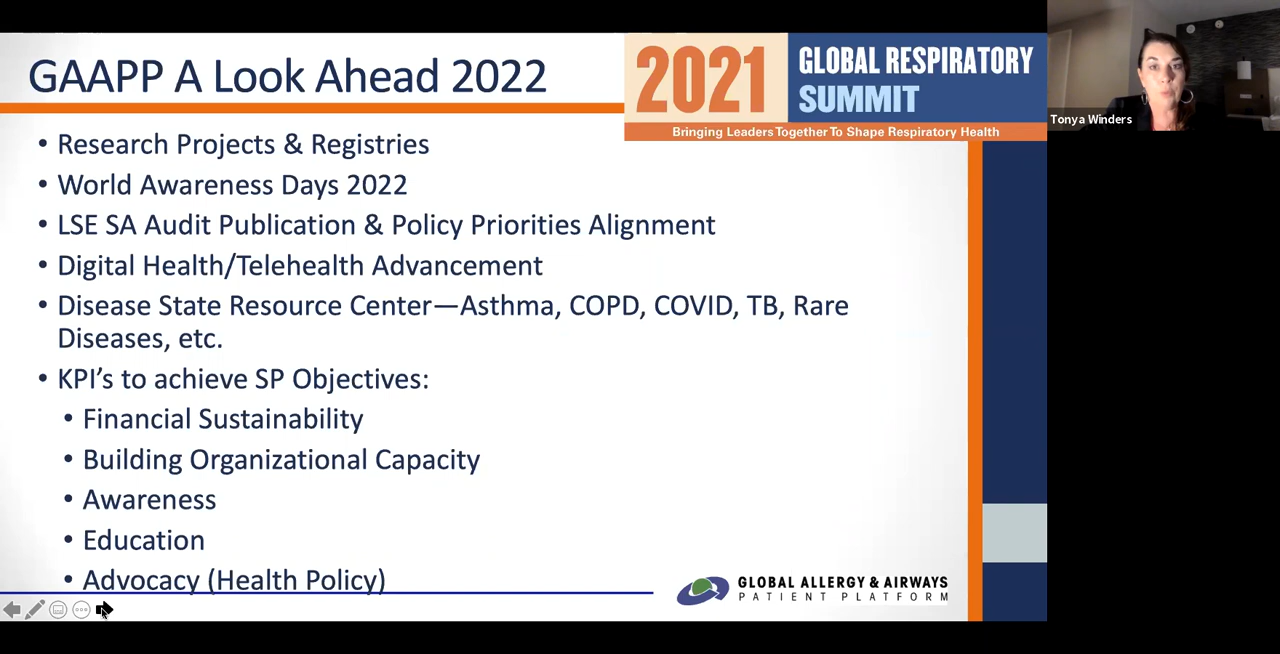 GAAPP A Look Ahead 2022
2021
GLOBAL RESPIRATORY
SUMMIT
Bringing Leaders Together To Shape Respiratory Health
Tonya Winders
• Research Projects & Registries
• World Awareness Days 2022
• LSE SA Audit Publication & Policy Priorities Alignment
• Digital Health/Telehealth Advancement
• Disease State Resource Center—Asthma, COPD, COVID, TB, Rare
Diseases, etc.
• KPI’s to achieve SP Objectives:
• Financial Sustainability
• Building Organizational Capacity
• Awareness
• Education
• Advocacy (Health Policy)
GLOBAL ALLERGY & AIRWAYS
PATIENT PLATFORM